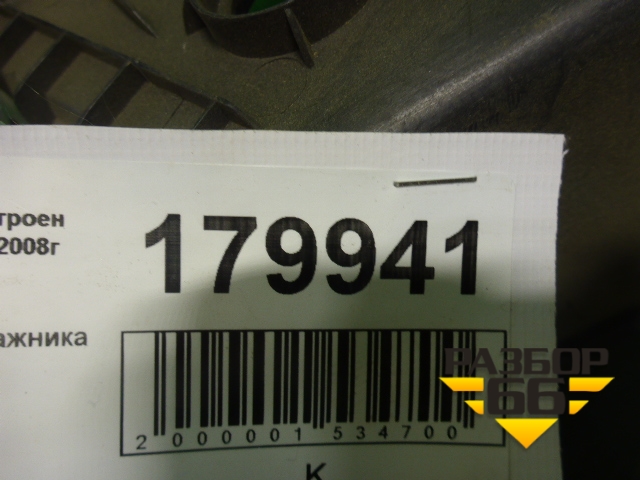 троен
2008г
179941
ажника
2 000001 534700
К
РАЗБОР
66